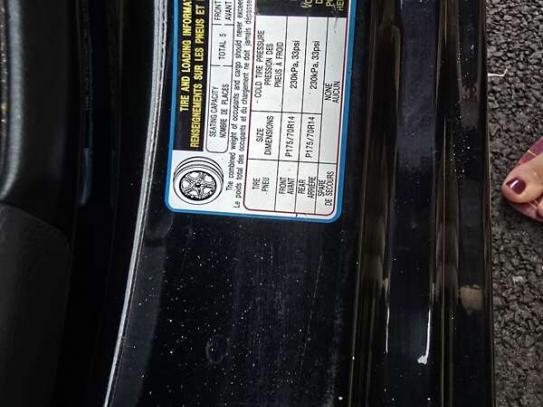 TIRE AND LOADING
RENSEIGNEMENTS SUR LES PNEUS ET
SEATING CAPACITY
NOMBRE DE PLACES
TOTAL 5
FRONT
AVANT
The combined weight of occupants and cargo should never exceed
Le poids total des occupants et du chargement ne doit jamais
TIRE
PNEU
SIZE
DIMENSIONS
COLD TIRE PRESSURE
PRESSION DES
PNEUS A FROID
FRONT
AVANT
P175/70R14
230kPa, 33psi
REAR
ARRIÈRE
P175/70R14
230kPa, 33psi
SPARE
DE SECOURS
NONE
AUCUN